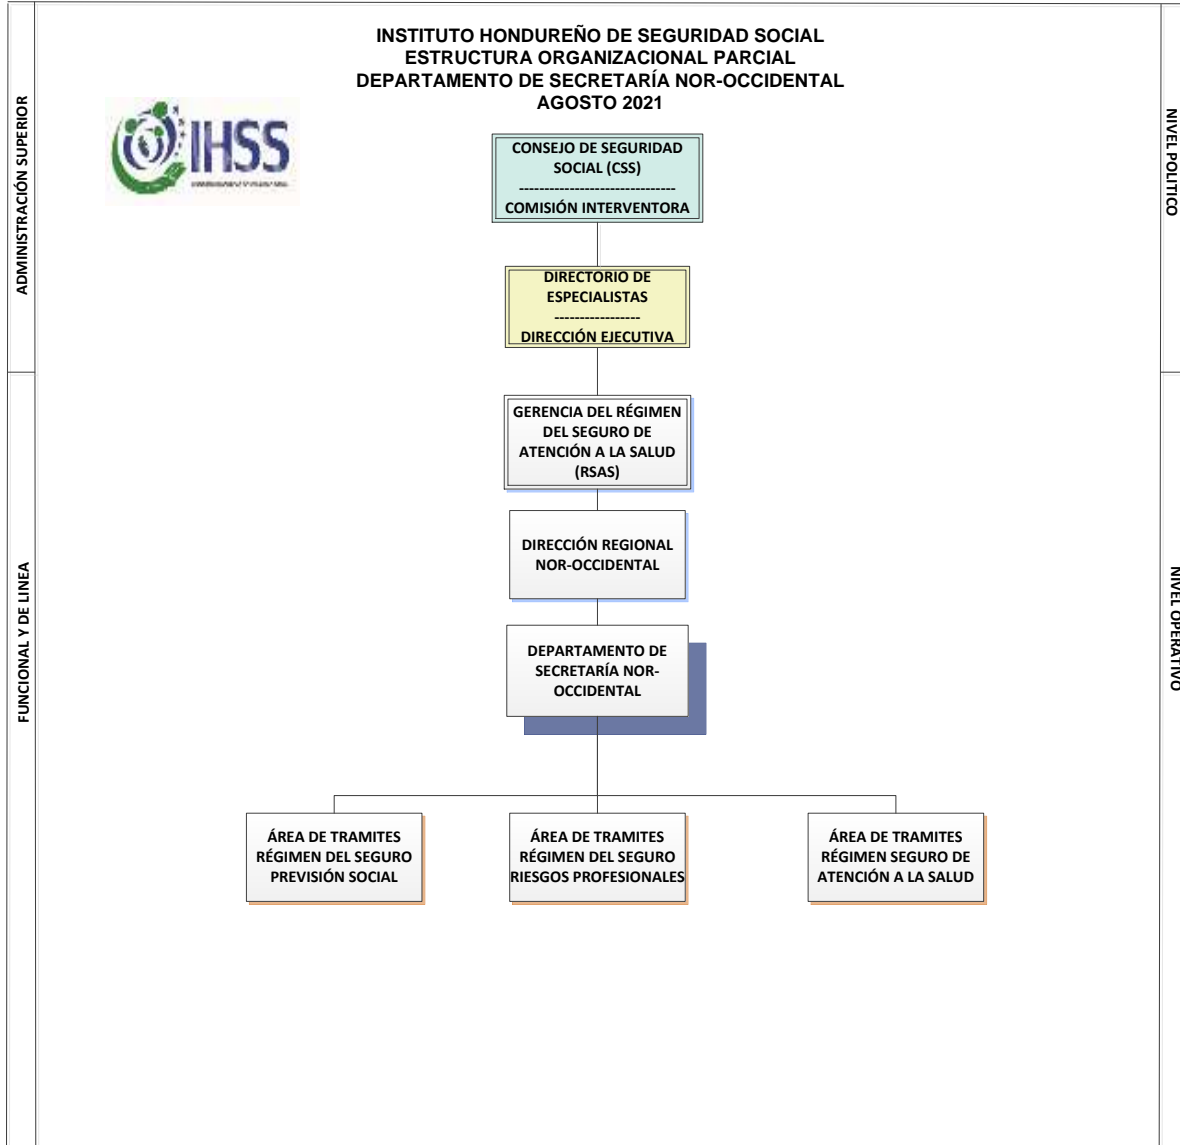 INSTITUTO HONDUREÑO DE SEGURIDAD SOCIAL
ESTRUCTURA ORGANIZACIONAL PARCIAL
DEPARTAMENTO DE SECRETARÍA NOR-OCCIDENTAL
AGOSTO 2021
ADMINISTRACIÓN SUPERIOR
NIVEL POLITICO
IHSS
CONSEJO DE SEGURIDAD
SOCIAL (CSS)
-------------------------------
COMISIÓN INTERVENTORA
DIRECTORIO DE
ESPECIALISTAS
-----------------
DIRECCIÓN EJECUTIVA
FUNCIONAL Y DE LINEA
NIVEL OPERATIVO
GERENCIA DEL RÉGIMEN
DEL SEGURO DE
ATENCIÓN A LA SALUD
(RSAS)
DIRECCIÓN REGIONAL
NOR-OCCIDENTAL
DEPARTAMENTO DE
SECRETARÍA NOR-
OCCIDENTAL
ÁREA DE TRAMITES
RÉGIMEN DEL SEGURO
PREVISIÓN SOCIAL
ÁREA DE TRAMITES
RÉGIMEN DEL SEGURO
RIESGOS PROFESIONALES
ÁREA DE TRAMITES
RÉGIMEN SEGURO DE
ATENCIÓN A LA SALUD